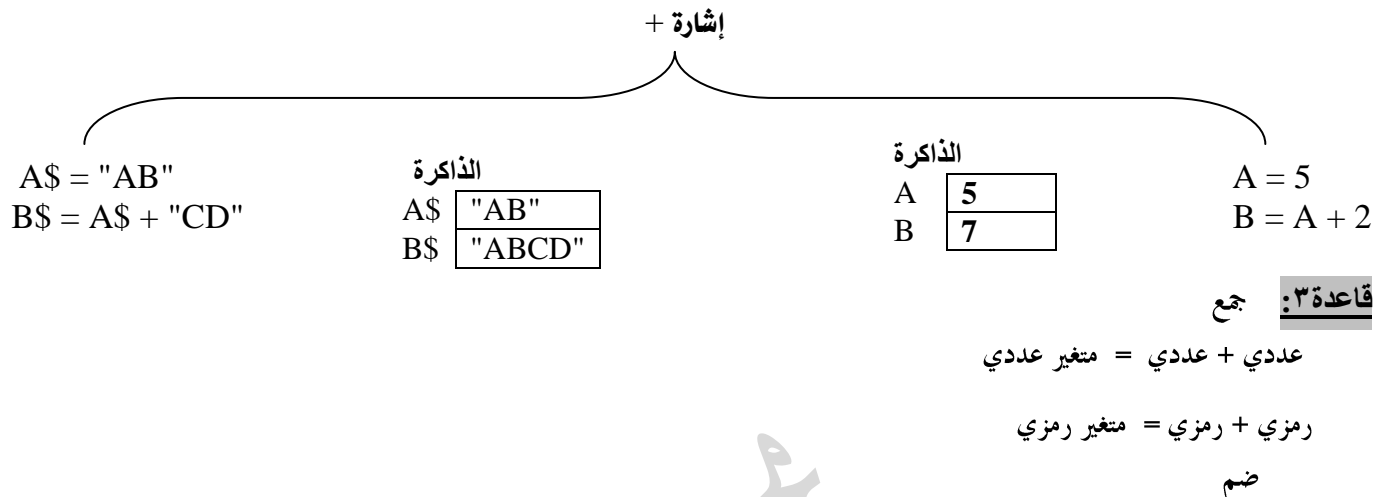 إشارة +
A = 5
B = A + 2
الذاكرة
A 5
B 7
الذاكرة
A$ "AB"
B$ "ABCD"
A$ = "AB"
B$ = A$ + "CD"
قاعدة٣: جمع
عددي + عددي = متغير عددي
رمزي + رمزي = متغير رمزي
ضم